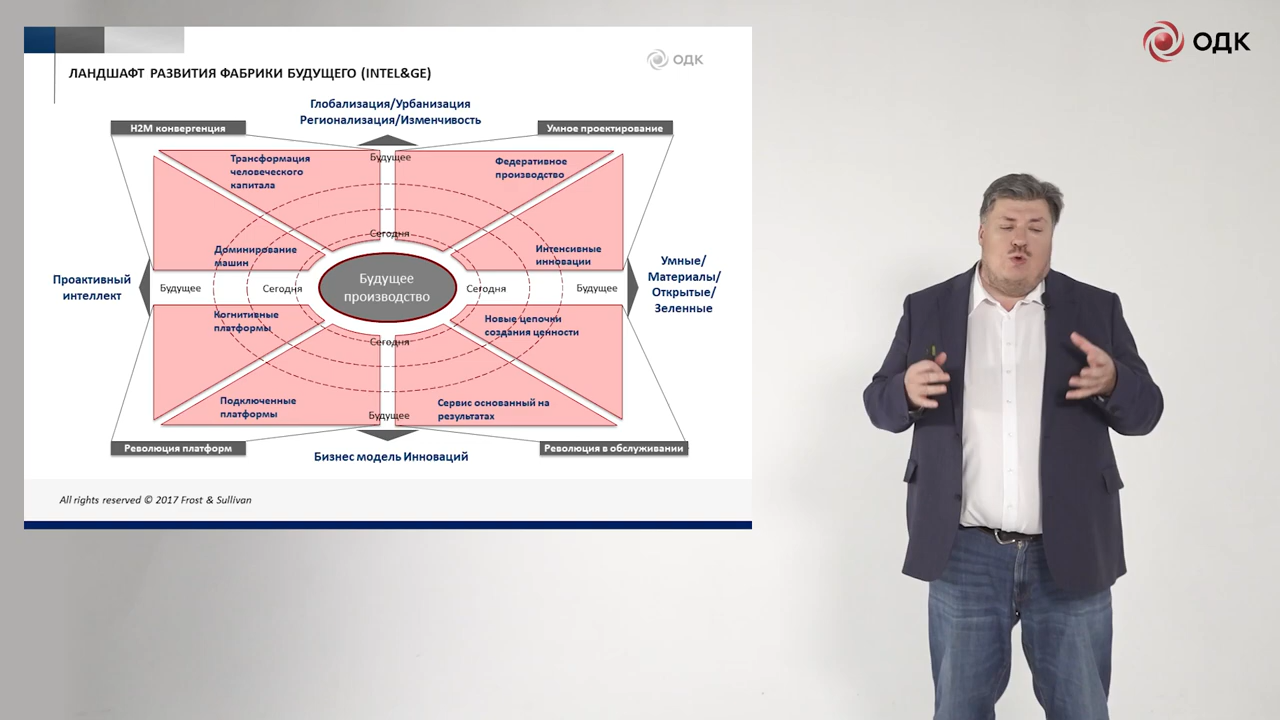 ОДК
ЛАНДШАФТ РАЗВИТИЯ ФАБРИКИ БУДУЩЕГО (INTEL&GE)
ОДК
Глобализация/Урбанизация
Регионализация/Изменчивость
H2M конвергенция
Умное проектирование
Будущее
Трансформация
человеческого
капитала
Федеративное
производство
Сегодня
Доминирование
машин
Интенсивные
инновации
Проактивный
интеллект
Будущее
Сегодня
Будущее
производство
Сегодня
Будущее
Умные/
Материалы/
Открытые/
Зеленные
Когнитивные
платформы
Новые цепочки
создания ценности
Сегодня
Подключенные
платформы
Сервис основанный на
результатах
Будущее
Революция платформ
Революция в обслуживании
Бизнес модель Инноваций
All rights reserved © 2017 Frost & Sullivan